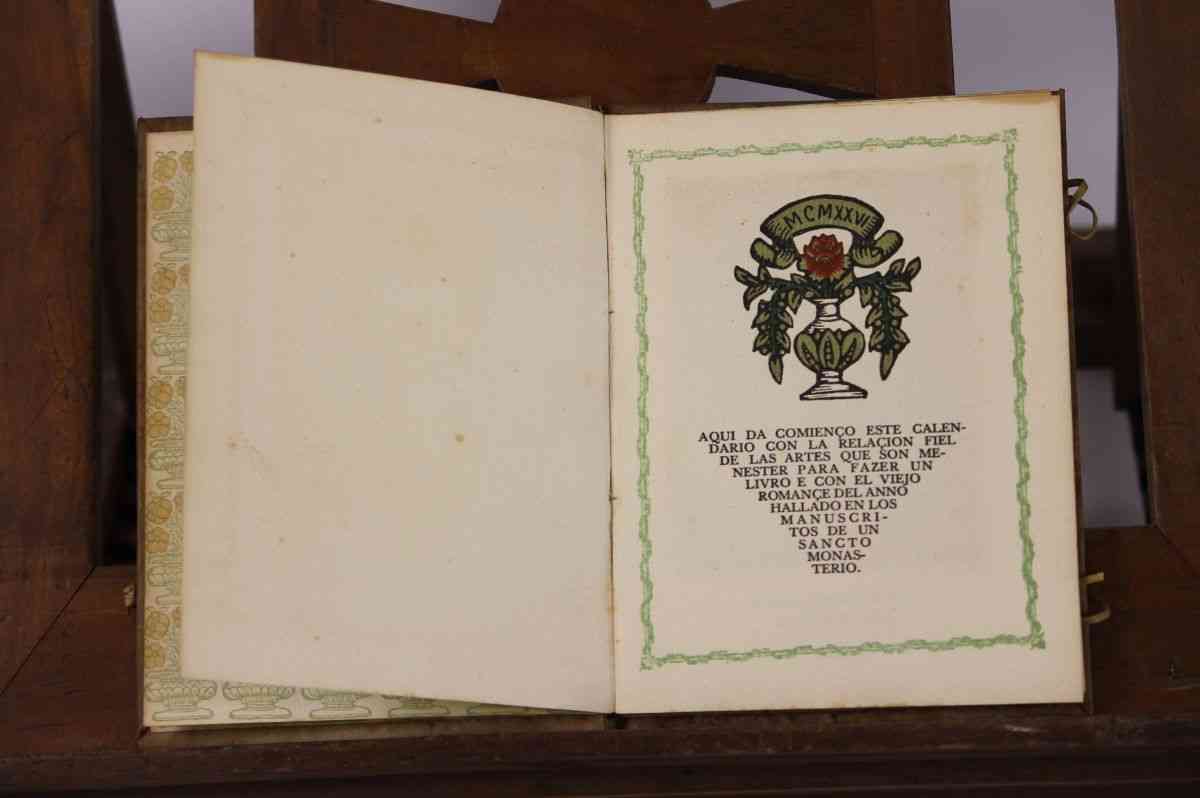 MCMXXVI
AQUI DA COMIENÇO ESTE CALEN-
DARIO CON LA RELAÇION FIEL
DE LAS ARTES QUE SON ME-
NESTER PARA FAZER UN
LIVRO E CON EL VIEJO
ROMANÇE DEL ANNO
HALLADO EN LOS
MANUSCRI-
TOS DE UN
SANCTO
MONAS-
TERIO.